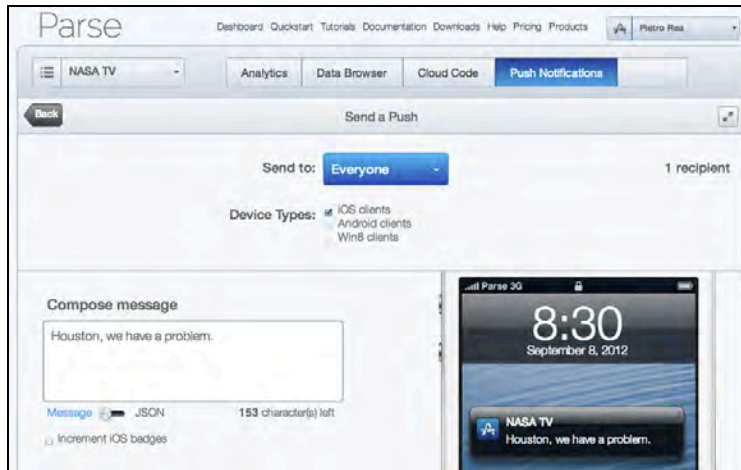 Parse
Dashboard Quickstart Tutorials Documentation Downloads Help Pricing Products
Pietro Rea
NASA TV
Analytics
Data Browser
Cloud Code
Push Notifications
Back
Send a Push
Send to:
Everyone
1 recipient
Device Types:
iOS clients
Android clients
Win8 clients
Compose message
Houston, we have a problem.
Message
JSON
153 character(s) left
Increment iOS badges
Parse 3G
8:30
September 8, 2012
NASA TV
Houston, we have a problem.